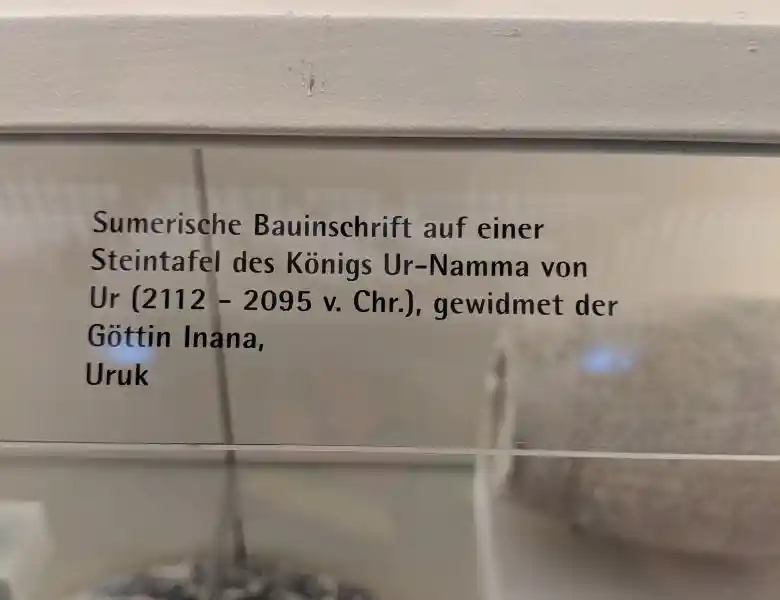 Sumerische Bauinschrift auf einer
Steintafel des Königs Ur-Namma von
Ur (2112 - 2095 v. Chr.), gewidmet der
Göttin Inana,
Uruk